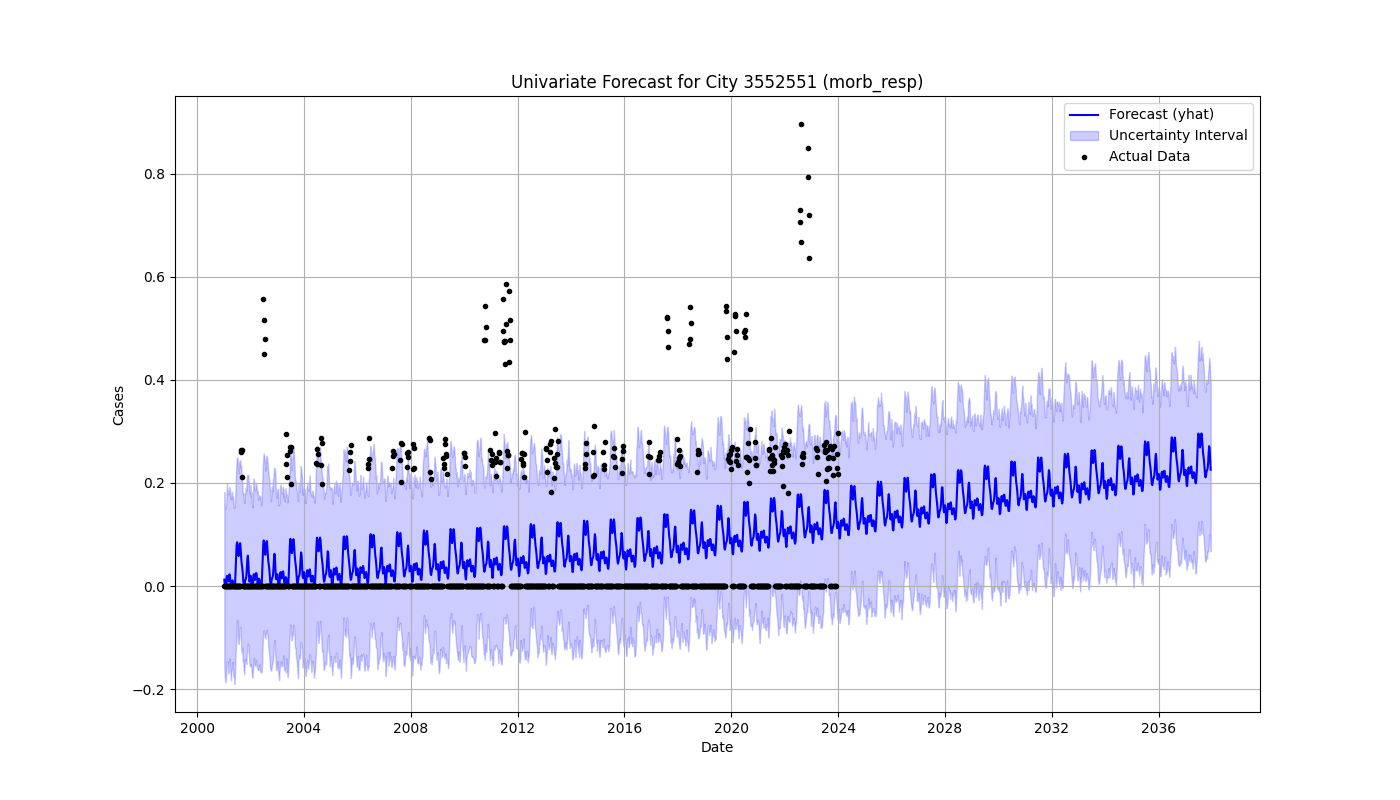 Univariate Forecast for City 3552551 (morb_resp)
Forecast (yhat)
Uncertainty Interval
Actual Data
Cases
0.8
0.6
0.4
0.2
0.0
−0.2
2000 2004 2008 2012 2016 2020 2024 2028 2032 2036
Date